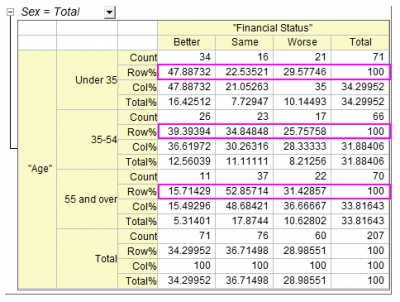 Sex = Total
"Financial Status"
Better Same Worse Total
"Age" Under 35 Count 34 16 21 71
Row% 47.88732 22.53521 29.57746 100
Col% 47.88732 21.05263 35 34.29952
Total% 16.42512 7.72947 10.14493 34.29952
35-54 Count 26 23 17 66
Row% 39.39394 34.84848 25.75758 100
Col% 36.61972 30.26316 28.33333 31.88406
Total% 12.56039 11.11111 8.21256 31.88406
55 and over Count 11 37 22 70
Row% 15.71429 52.85714 31.42857 100
Col% 15.49296 48.68421 36.66667 33.81643
Total% 5.31401 17.8744 10.62802 33.81643
Total Count 71 76 60 207
Row% 34.29952 36.71498 28.98551 100
Col% 100 100 100 100
Total% 34.29952 36.71498 28.98551 100